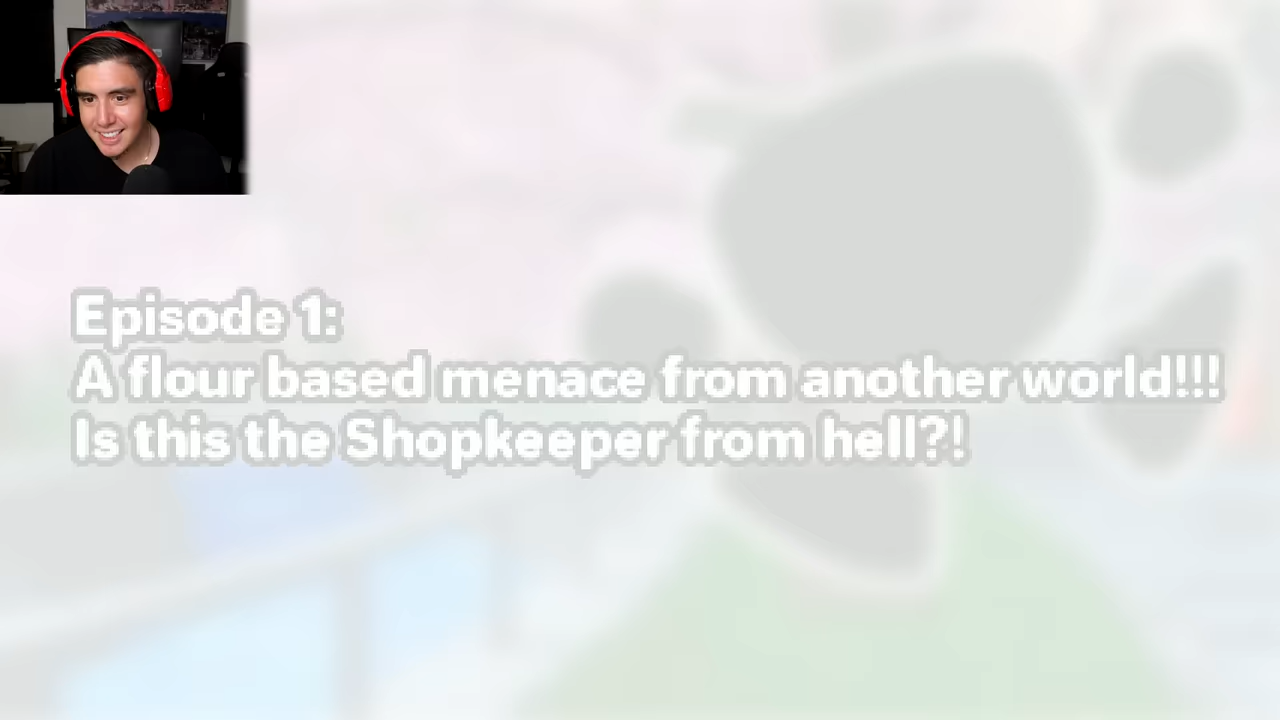 Episode 1:
A flour based menace from another world!!!
Is this the Shopkeeper from hell?!